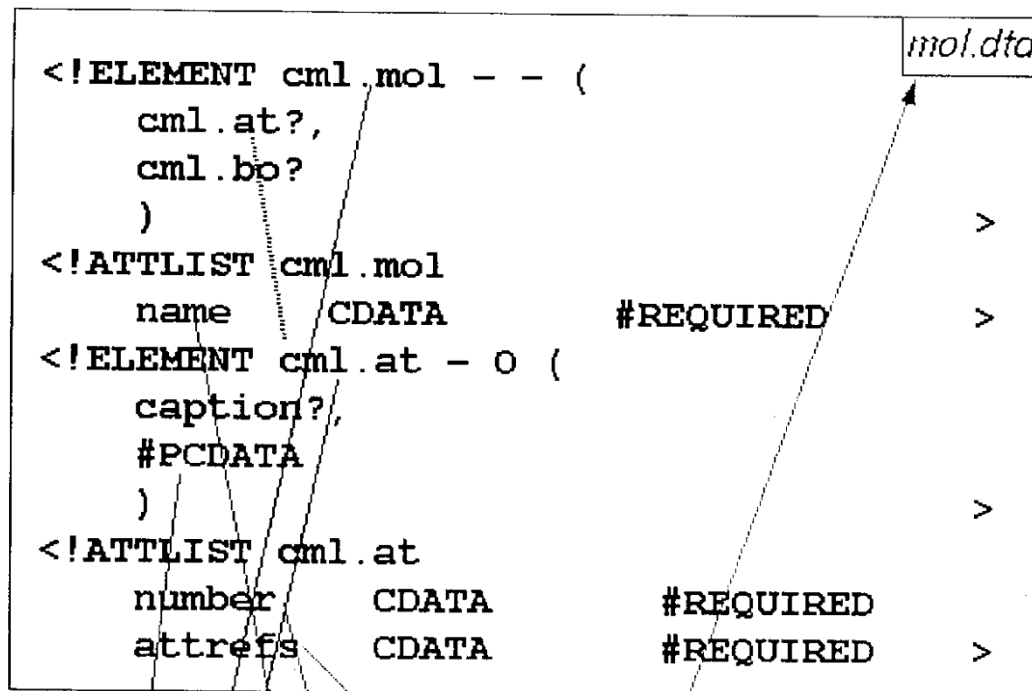 mol.dtd
<!ELEMENT cml.mol - - (
cml.at?,
cml.bo?
) >
<!ATTLIST cml.mol
name CDATA #REQUIRED >
<!ELEMENT cml.at - O (
caption?,
#PCDATA
) >
<!ATTLIST cml.at
number CDATA #REQUIRED
attrefs CDATA #REQUIRED >